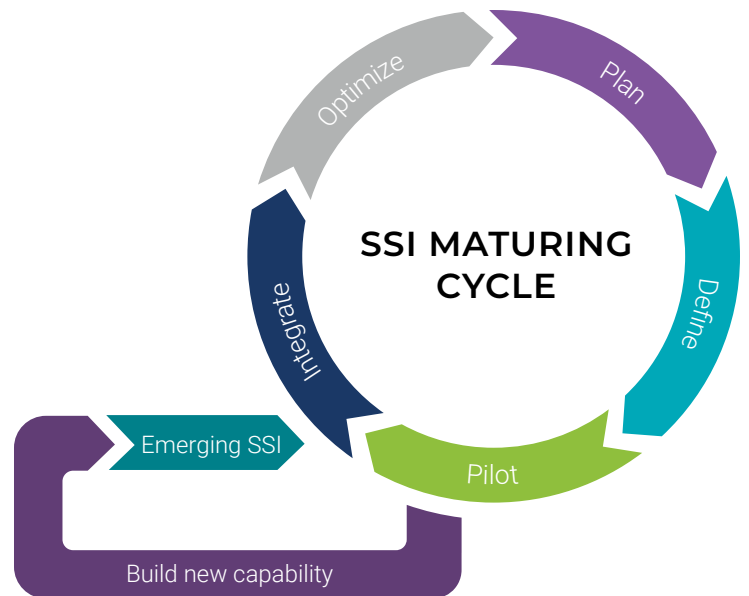 Optimize
Plan
SSI MATURING
CYCLE
Define
Integrate
Emerging SSI
Pilot
Build new capability